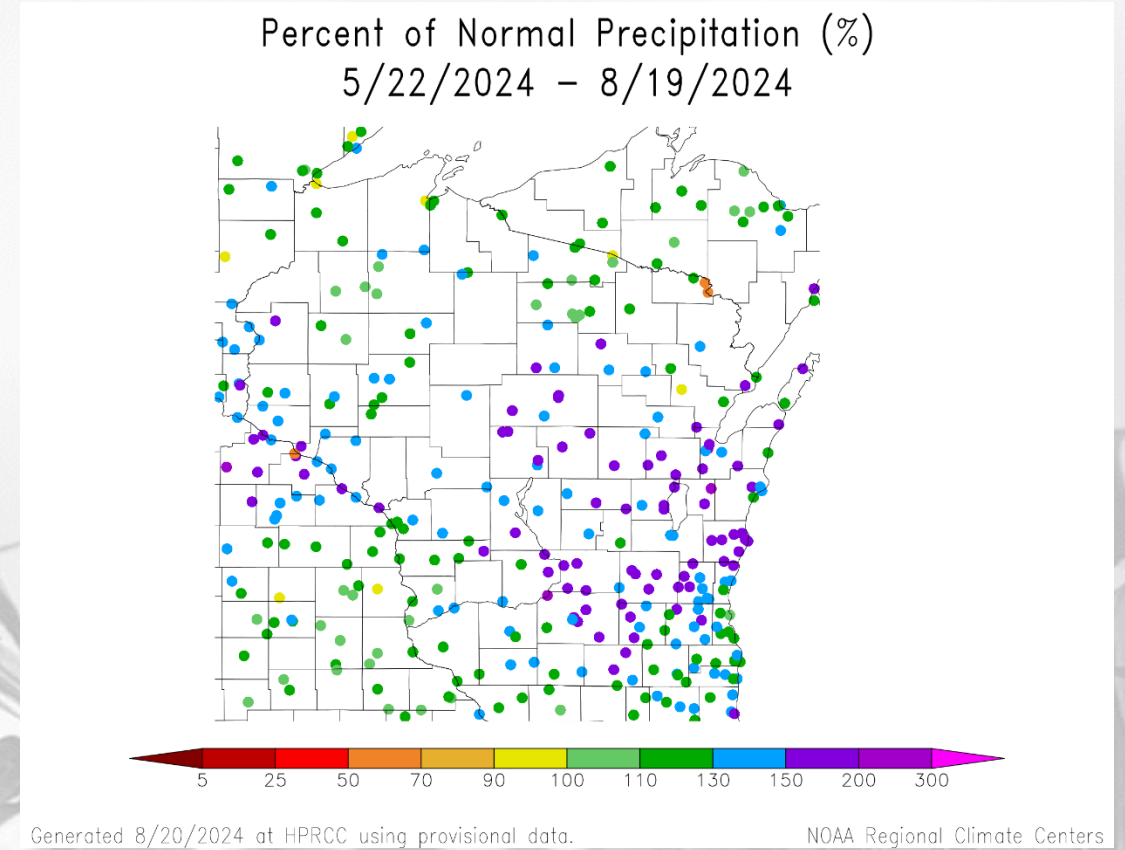 Percent of Normal Precipitation (%)
5/22/2024 – 8/19/2024
5 25 50 70 90 100 110 130 150 200 300
Generated 8/20/2024 at HPRCC using provisional data. NOAA Regional Climate Centers